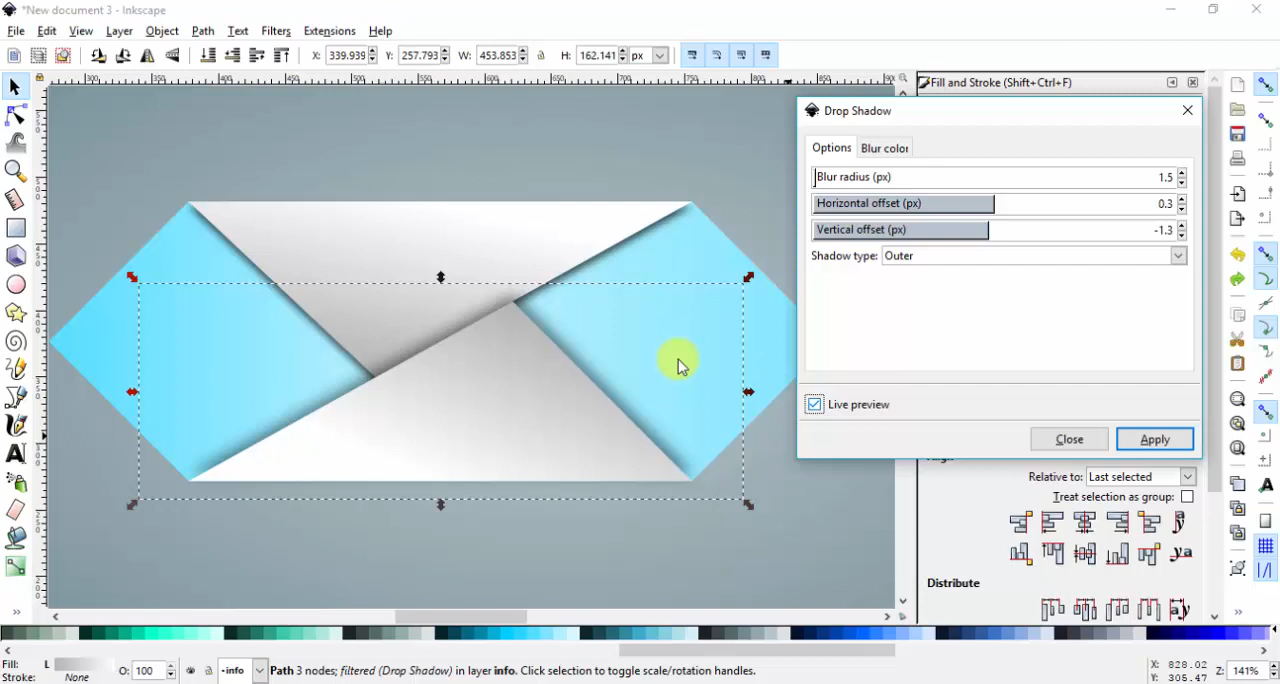 *New document 3 - Inkscape
File Edit View Layer Object Path Text Filters Extensions Help
X: 339.939 Y: 257.793 W: 453.853 H: 162.141 px
Fill and Stroke (Shift+Ctrl+F)
Drop Shadow
Options Blur color
Blur radius (px) 1.5
Horizontal offset (px) 0.3
Vertical offset (px) -1.3
Shadow type: Outer
Live preview
Close Apply
Relative to: Last selected
Treat selection as group:
Distribute
Fill: L O: 100 -info Path 3 nodes; filtered (Drop Shadow) in layer info. Click selection to toggle scale/rotation handles. X: 828.02 Z: 141%
Stroke: None Y: 305.47